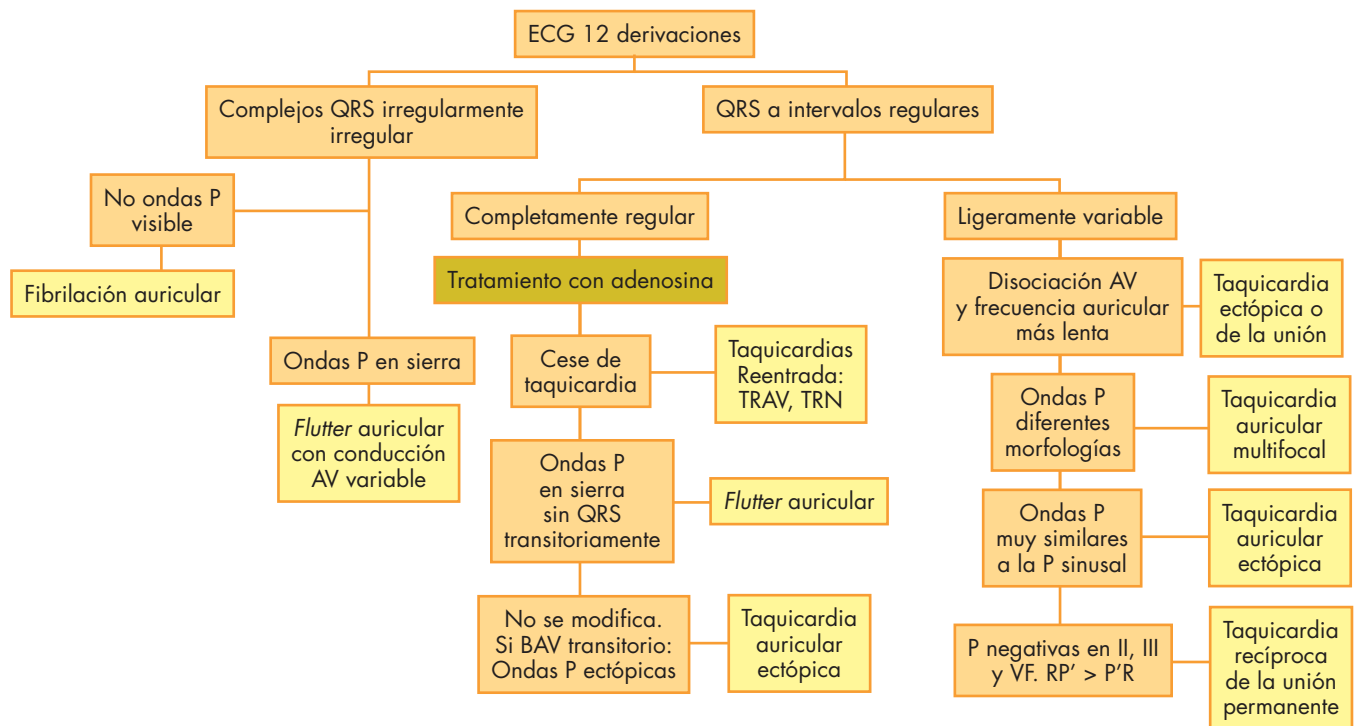 ECG 12 derivaciones
Complejos QRS irregularmente
irregular
QRS a intervalos regulares
No ondas P
visible
Fibrilación auricular
Ondas P en sierra
Flutter auricular
con conducción
AV variable
Completamente regular
Tratamiento con adenosina
Cese de
taquicardia
Taquicardias
Reentrada:
TRAV, TRN
Ondas P
en sierra
sin QRS
transitoriamente
Flutter auricular
No se modifica.
Si BAV transitorio:
Ondas P ectópicas
Taquicardia
auricular
ectópica
Ligeramente variable
Disociación AV
y frecuencia auricular
más lenta
Taquicardia
ectópica o
de la unión
Ondas P
diferentes
morfologías
Taquicardia
auricular
multifocal
Ondas P
muy similares
a la P sinusal
Taquicardia
auricular
ectópica
P negativas en II, III
y VF. RP’ > P’R
Taquicardia
recíproca
de la unión
permanente